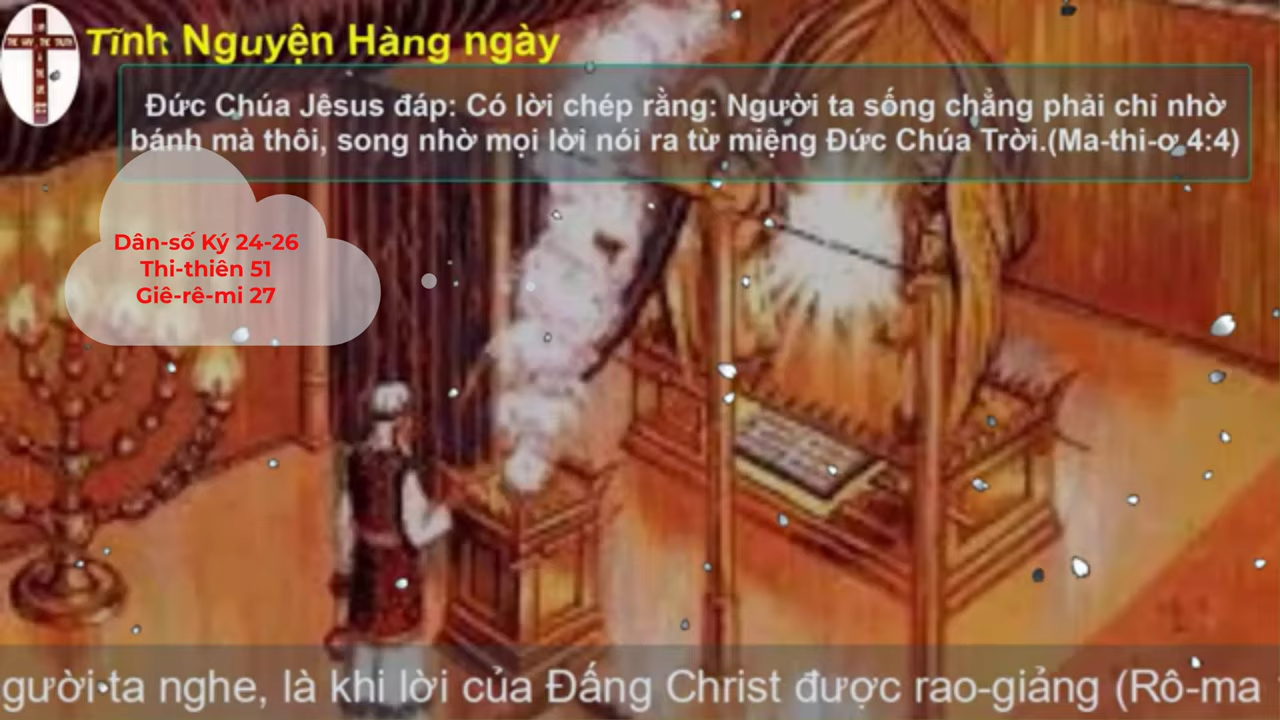 Tĩnh Nguyện Hàng ngày
Đức Chúa Jêsus đáp: Có lời chép rằng: Người ta sống chẳng phải chỉ nhờ
bánh mà thôi, song nhờ mọi lời nói ra từ miệng Đức Chúa Trời.(Ma-thi-ơ 4:4)
Dân-số Ký 24-26
Thi-thiên 51
Giê-rê-mi 27
gười ta nghe, là khi lời của Đấng Christ được rao-giảng (Rô-ma